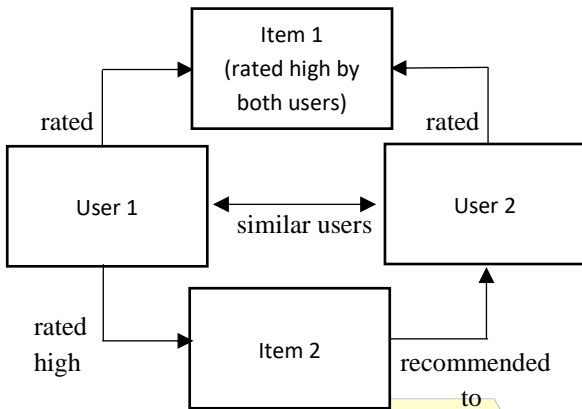 Item 1
(rated high by
both users)
rated
rated
User 1
User 2
similar users
rated
high
Item 2
recommended
to